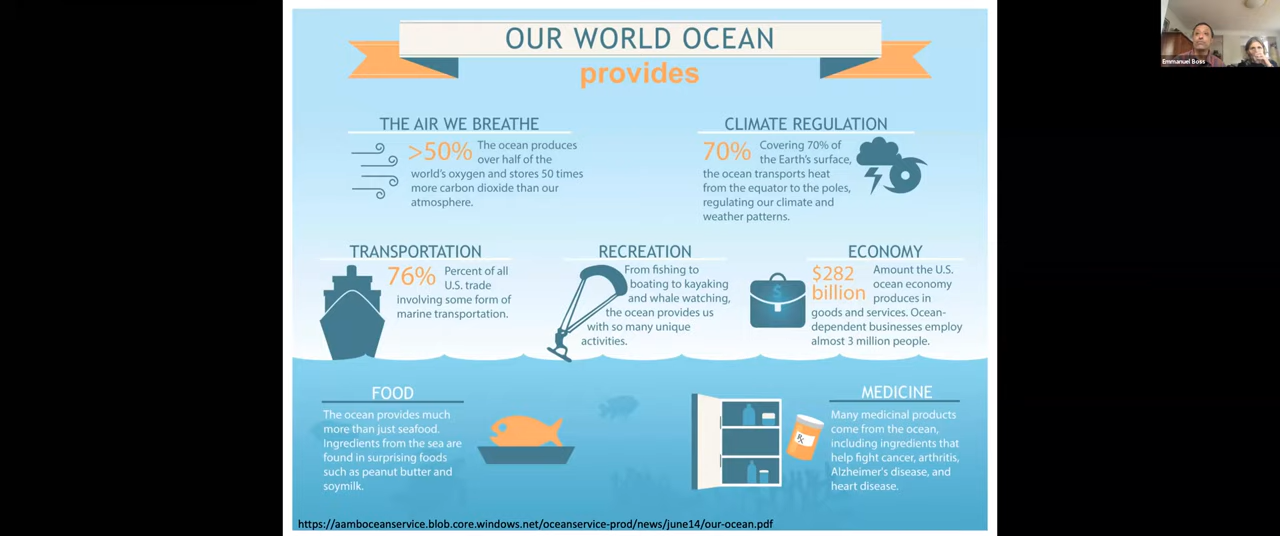 OUR WORLD OCEAN
provides
THE AIR WE BREATHE
>50% The ocean produces
over half of the
world's oxygen and stores 50 times
more carbon dioxide than our
atmosphere.
CLIMATE REGULATION
70% Covering 70% of
the Earth's surface,
the ocean transports heat
from the equator to the poles,
regulating our climate and
weather patterns.
TRANSPORTATION
76% Percent of all
U.S. trade
involving some form of
marine transportation.
RECREATION
From fishing to
boating to kayaking
and whale watching,
the ocean provides us
with so many unique
activities.
ECONOMY
$
$282 billion
Amount the U.S.
ocean economy
produces in
goods and services. Ocean-
dependent businesses employ
almost 3 million people.
FOOD
The ocean provides much
more than just seafood.
Ingredients from the sea are
found in surprising foods
such as peanut butter and
soymilk.
MEDICINE
Rx
Many medicinal products
come from the ocean,
including ingredients that
help fight cancer, arthritis,
Alzheimer's disease, and
heart disease.
https://aamboceanservice.blob.core.windows.net/oceanservice-prod/news/june14/our-ocean.pdf
Emmanuel Boss